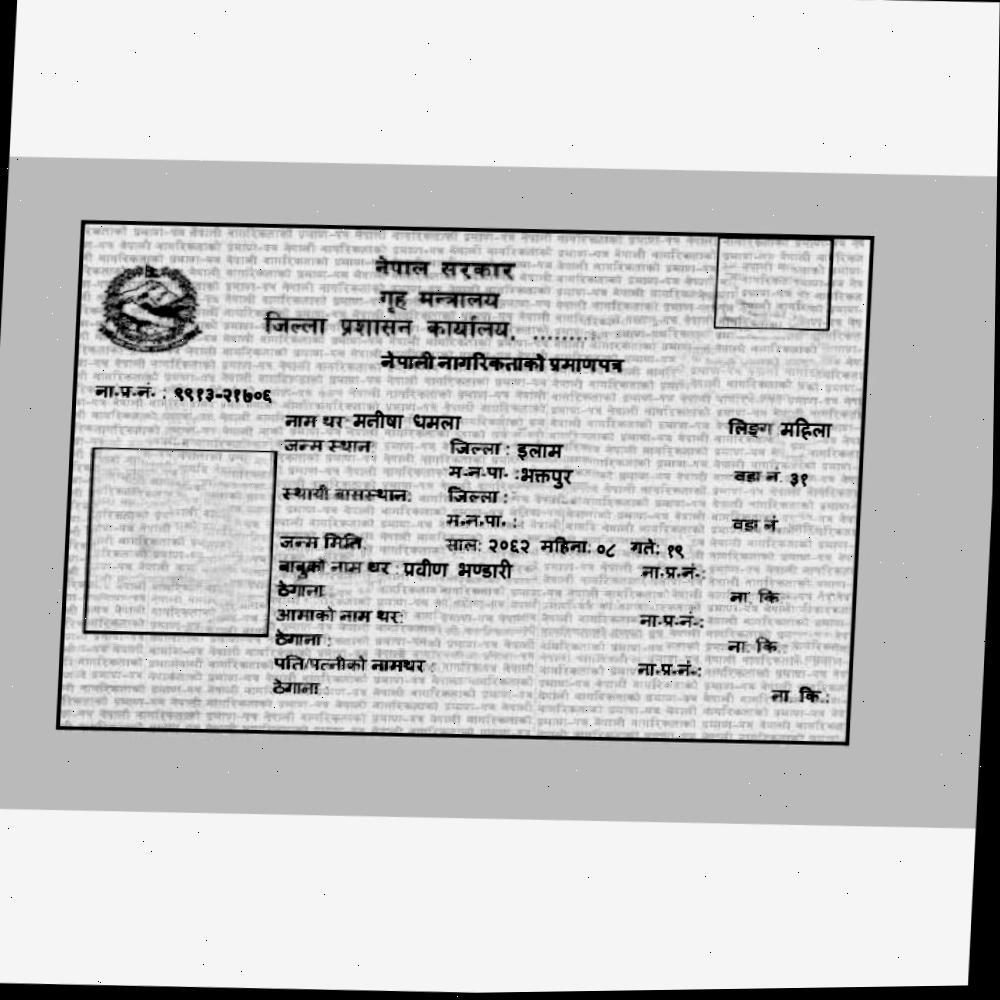 नेपाल सरकार
गृह मन्त्रालय
जिल्ला प्रशासन कार्यालय, .........
नेपाली नागरिकताको प्रमाणपत्र
ना.प्र.नं. : ९९१३-२१७०६
नाम थर: मनीषा धमला लिङ्ग महिला
जन्म स्थान: जिल्ला : इलाम
म.न.पा. : भक्तपुर वडा नं. ३१
स्थायी बासस्थान: जिल्ला :
म.न.पा. : वडा नं.
जन्म मिति: साल: २०६२ महिना: ०८ गते: १९
बाबुको नाम थर : प्रवीण भण्डारी ना.प्र.नं.:
ठेगाना: ना. कि.:
आमाको नाम थर: ना.प्र.नं.:
ठेगाना : ना. कि.:
पति/पत्नीको नामथर : ना.प्र.नं.:
ठेगाना : ना. कि.: